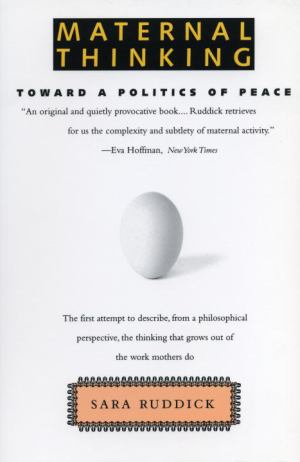 MATERNAL
THINKING
TOWARD A POLITICS OF PEACE
“An original and quietly provocative book.... Ruddick retrieves
for us the complexity and subtlety of maternal activity.”
—Eva Hoffman, New York Times
The first attempt to describe, from a philosophical
perspective, the thinking that grows out of
the work mothers do
SARA RUDDICK